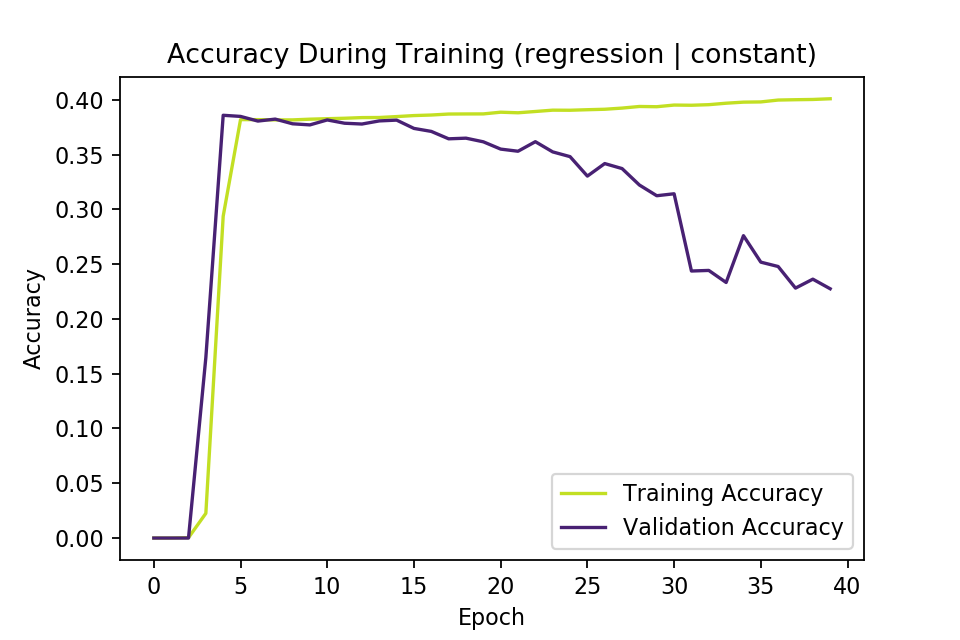 Accuracy During Training (regression | constant)
Accuracy
0.40
0.35
0.30
0.25
0.20
0.15
0.10
0.05
0.00
0 5 10 15 20 25 30 35 40
Epoch
Training Accuracy
Validation Accuracy